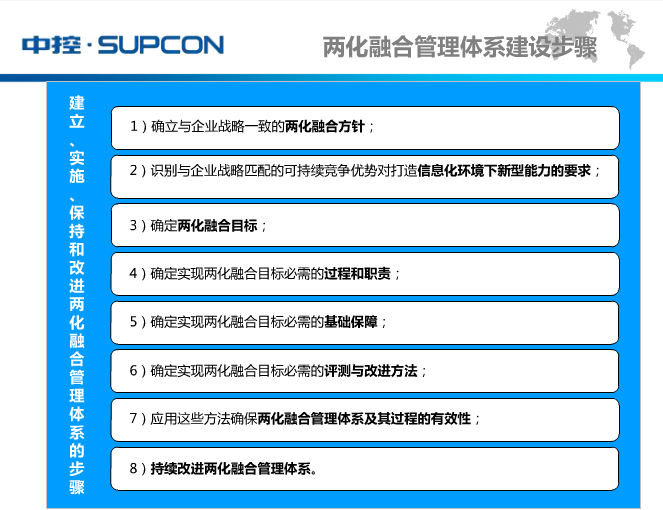 中控·SUPCON
两化融合管理体系建设步骤
建立、实施、保持和改进两化融合管理体系的步骤
1）确立与企业战略一致的两化融合方针；
2）识别与企业战略匹配的可持续竞争优势对打造信息化环境下新型能力的要求；
3）确定两化融合目标；
4）确定实现两化融合目标必需的过程和职责；
5）确定实现两化融合目标必需的基础保障；
6）确定实现两化融合目标必需的评测与改进方法；
7）应用这些方法确保两化融合管理体系及其过程的有效性；
8）持续改进两化融合管理体系。